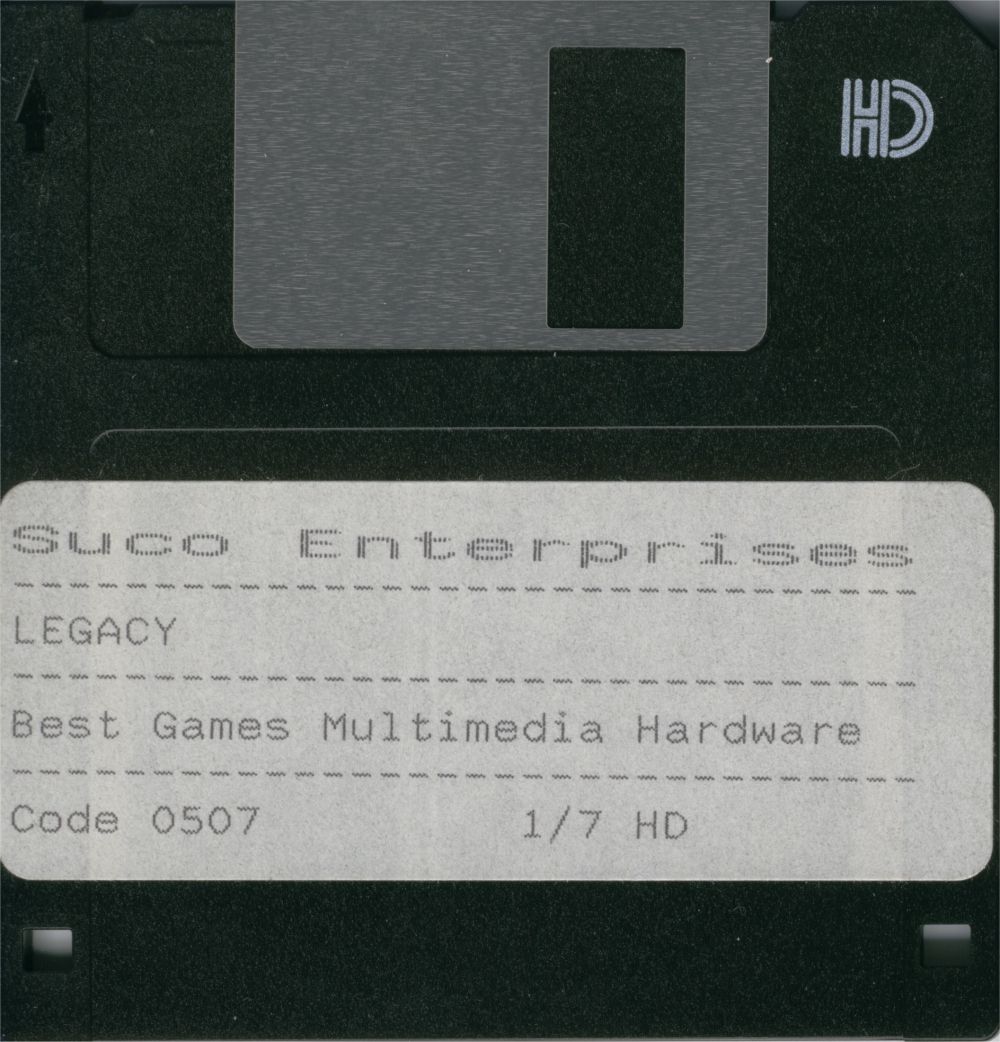 HD
Suco Enterprises
LEGACY
Best Games Multimedia Hardware
Code 0507 1/7 HD